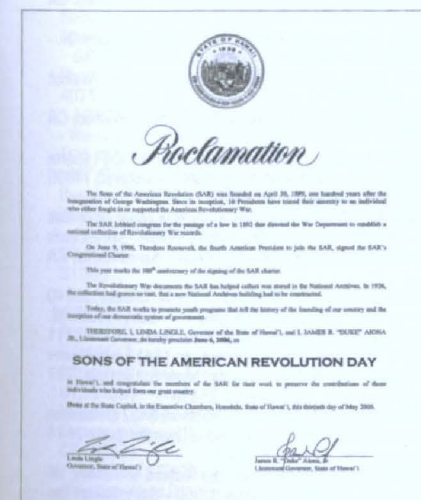 STATE OF HAWAII
1959
Proclamation
The Sons of the American Revolution (SAR) was founded on April 30, 1889, one hundred years after the
inauguration of George Washington. Since its inception, 16 Presidents have traced their ancestry to an individual
who either fought in or supported the American Revolutionary War.
The SAR lobbied congress for the passage of a law in 1892 that directed the War Department to establish a
national collection of Revolutionary War records.
On June 9, 1906, Theodore Roosevelt, the fourth American President to join the SAR, signed the SAR's
Congressional Charter.
This year marks the 100th anniversary of the signing of the SAR charter.
The Revolutionary War documents the SAR has helped collect was stored in the National Archives. In 1926,
the collection had grown so vast, that a new National Archives building had to be constructed.
Today, the SAR works to promote youth programs that tell the history of the founding of our country and the
inception of our democratic system of government.
THEREFORE, I, LINDA LINGLE, Governor of the State of Hawai'i, and I, JAMES R. "DUKE" AIONA
JR., Lieutenant Governor, do hereby proclaim June 6, 2006, as
SONS OF THE AMERICAN REVOLUTION DAY
in Hawai'i, and congratulate the members of the SAR for their work to preserve the contributions of those
individuals who helped form our great country.
Done at the State Capitol, in the Executive Chambers, Honolulu, State of Hawai'i, this thirtieth day of May 2006.
Linda Lingle
Governor, State of Hawai'i
James R. "Duke" Aiona, Jr
Lieutenant Governor, State of Hawai'i